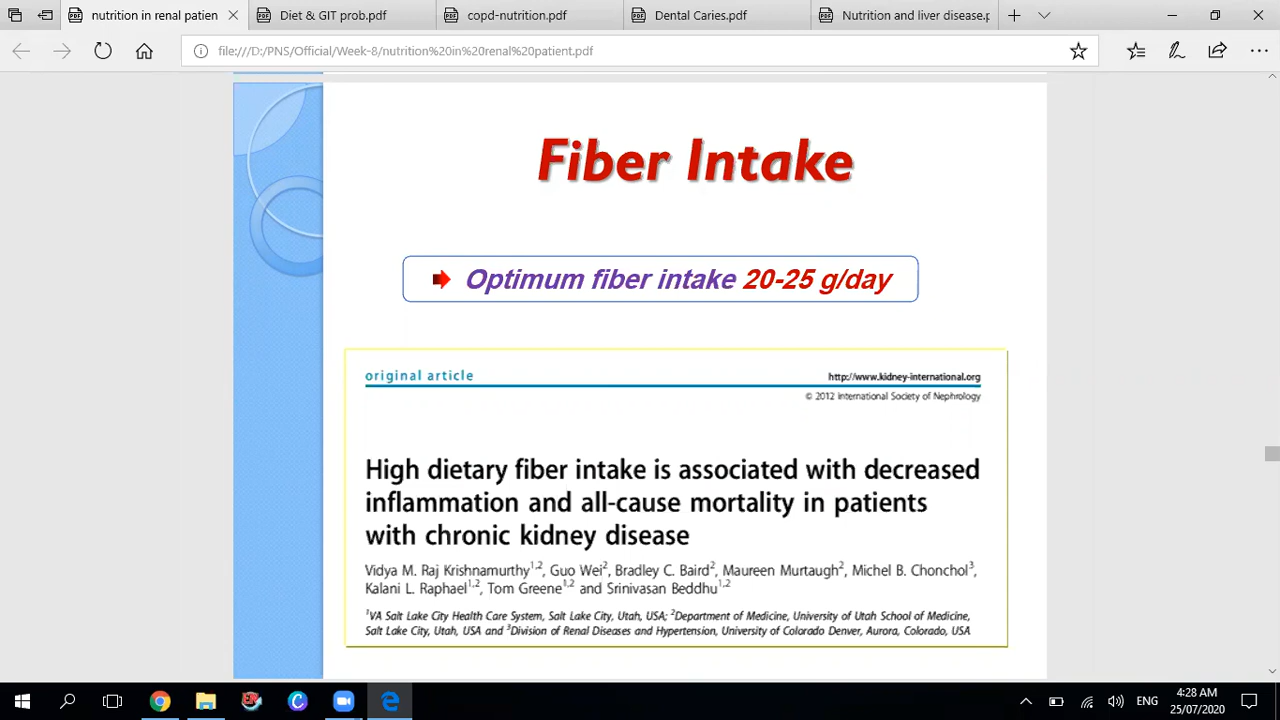 nutrition in renal patien
Diet & GIT prob.pdf
copd-nutrition.pdf
Dental Caries.pdf
Nutrition and liver disease.p
file:///D:/PNS/Official/Week-8/nutrition%20in%20renal%20patient.pdf
Fiber Intake
Optimum fiber intake 20-25 g/day
original article
http://www.kidney-international.org
© 2012 International Society of Nephrology
High dietary fiber intake is associated with decreased
inflammation and all-cause mortality in patients
with chronic kidney disease
Vidya M. Raj Krishnamurthy1,2, Guo Wei2, Bradley C. Baird2, Maureen Murtaugh2, Michel B. Chonchol3,
Kalani L. Raphael1,2, Tom Greene1,2 and Srinivasan Beddhu1,2
1VA Salt Lake City Health Care System, Salt Lake City, Utah, USA; 2Department of Medicine, University of Utah School of Medicine,
Salt Lake City, Utah, USA and 3Division of Renal Diseases and Hypertension, University of Colorado Denver, Aurora, Colorado, USA
ENG
4:28 AM
25/07/2020